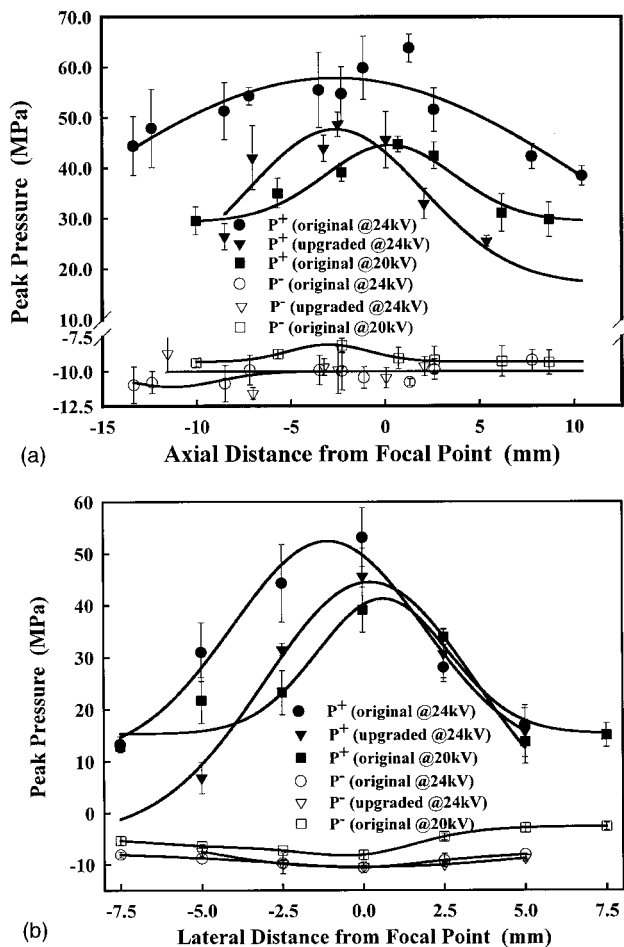 70.0
60.0
50.0
40.0
30.0
20.0
10.0
-7.5
-10.0
-12.5
Peak Pressure (MPa)
P+ (original @24kV)
P+ (upgraded @24kV)
P+ (original @20kV)
P- (original @24kV)
P- (upgraded @24kV)
P- (original @20kV)
-15 -10 -5 0 5 10
(a) Axial Distance from Focal Point (mm)
60
50
40
30
20
10
0
-10
Peak Pressure (MPa)
P+ (original @24kV)
P+ (upgraded @24kV)
P+ (original @20kV)
P- (original @24kV)
P- (upgraded @24kV)
P- (original @20kV)
-7.5 -5.0 -2.5 0.0 2.5 5.0 7.5
(b) Lateral Distance from Focal Point (mm)